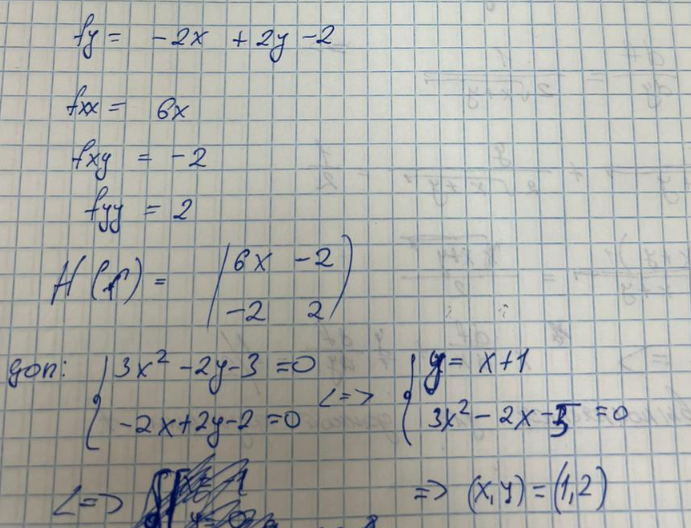 fy = -2x + 2y - 2
fxx = 6x
fxy = -2
fyy = 2
H(f) = (6x -2
-2 2)
доп: {3x² - 2y - 3 = 0 <=> {y = x + 1
-2x + 2y - 2 = 0 3x² - 2x - 5 = 0
<=> => (x, y) = (1, 2)